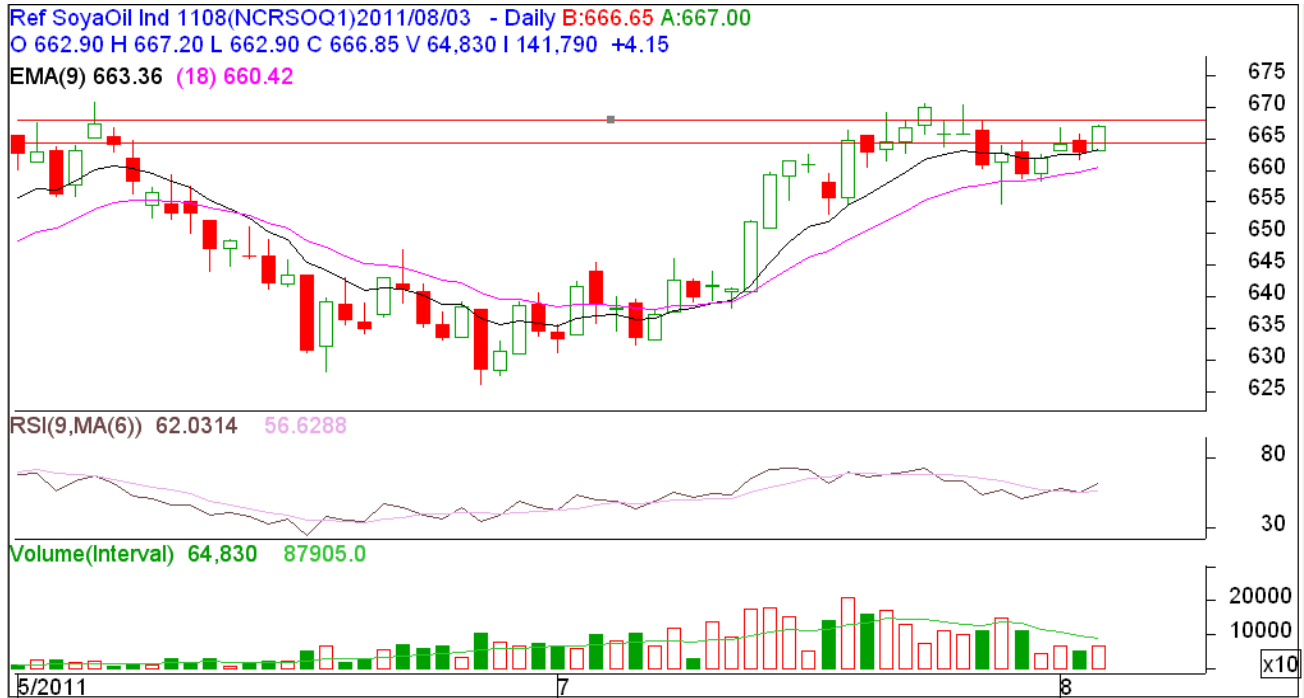 Ref SoyaOil Ind 1108(NCRSOQ1)2011/08/03 - Daily B:666.65 A:667.00
O 662.90 H 667.20 L 662.90 C 666.85 V 64,830 I 141,790 +4.15
EMA(9) 663.36 (18) 660.42
675
670
665
660
655
650
645
640
635
630
625
RSI(9,MA(6)) 62.0314 56.6288
80
30
Volume(Interval) 64,830 87905.0
20000
10000
x10
5/2011 7 8